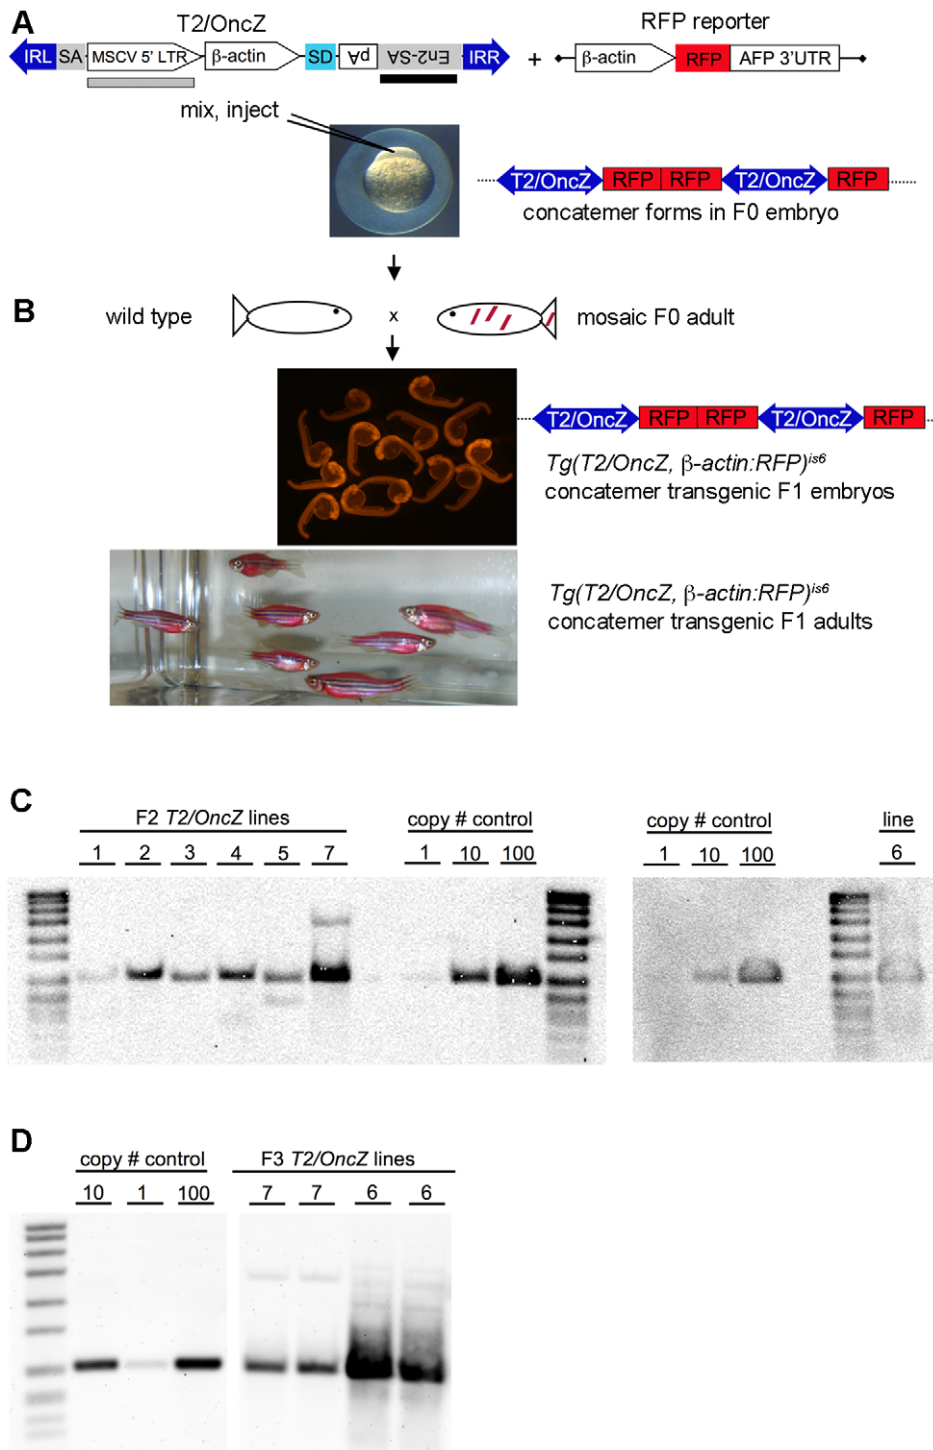 A
T2/OncZ
RFP reporter
IRL SA MSCV 5' LTR β-actin SD pA En2-SA IRR + β-actin RFP AFP 3'UTR
mix, inject
T2/OncZ RFP RFP T2/OncZ RFP
concatemer forms in F0 embryo
B
wild type x mosaic F0 adult
T2/OncZ RFP RFP T2/OncZ RFP
Tg(T2/OncZ, β-actin:RFP)is6
concatemer transgenic F1 embryos
Tg(T2/OncZ, β-actin:RFP)is6
concatemer transgenic F1 adults
C
F2 T2/OncZ lines
1 2 3 4 5 7
copy # control
1 10 100
copy # control
1 10 100
line
6
D
copy # control
10 1 100
F3 T2/OncZ lines
7 7 6 6